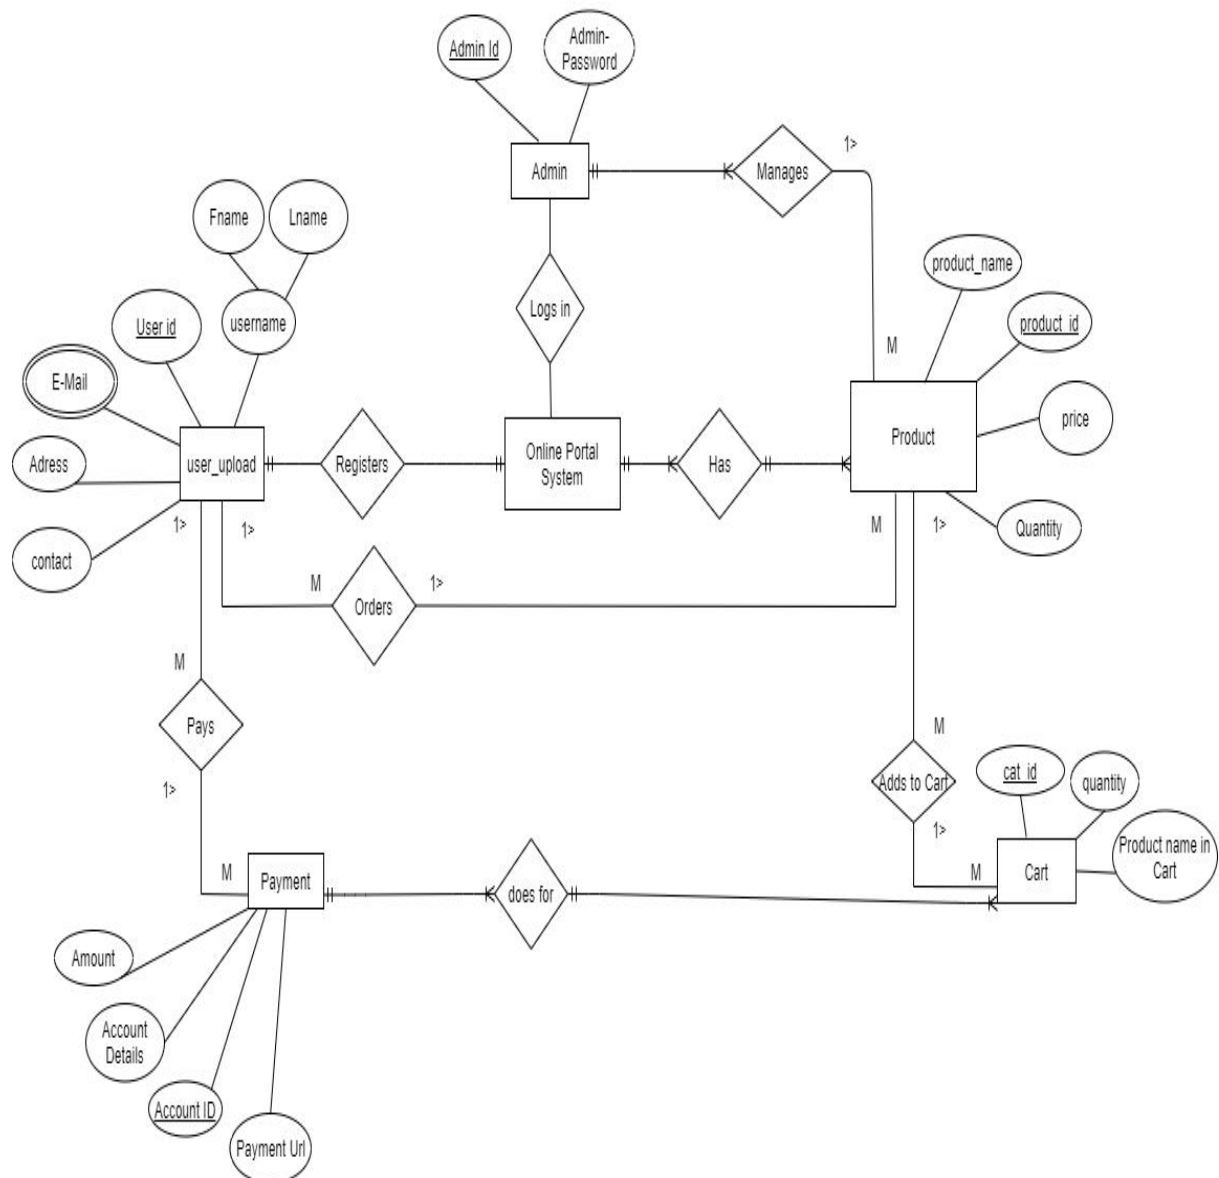 Admin Id
Admin-
Password
Admin
Manages
1>
Fname
Lname
product_name
User id
username
Logs in
product_id
M
E-Mail
price
Adress
user_upload
Registers
Online Portal
System
Has
Product
1>
1>
M
1>
Quantity
contact
M
Orders
1>
M
Pays
M
1>
Adds to Cart
cat_id
quantity
1>
Product name in
Cart
M
Payment
does for
M
Cart
Amount
Account
Details
Account ID
Payment Url